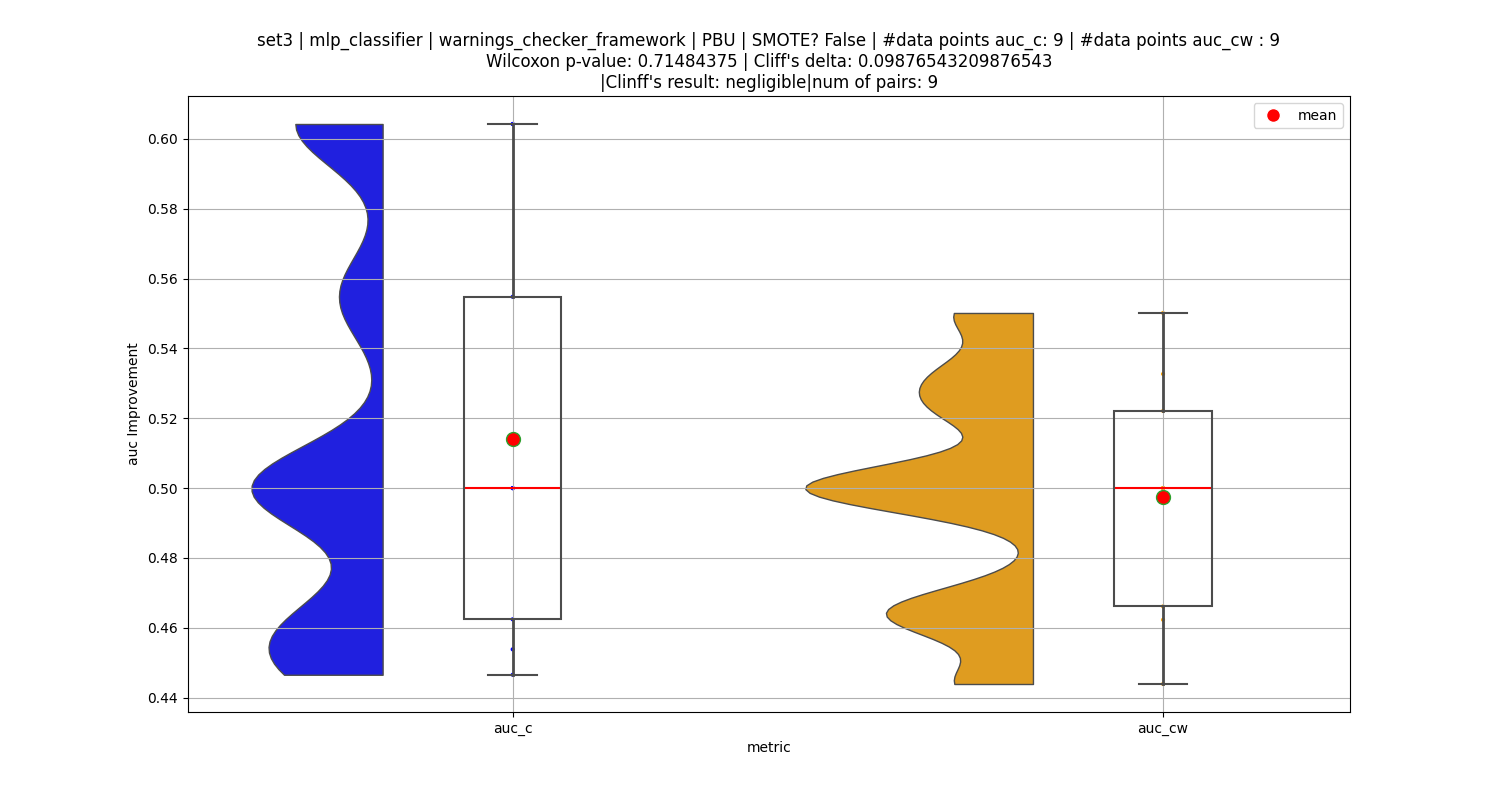 set3 | mlp_classifier | warnings_checker_framework | PBU | SMOTE? False | #data points auc_c: 9 | #data points auc_cw : 9
Wilcoxon p-value: 0.71484375 | Cliff's delta: 0.09876543209876543
|Clinff's result: negligible|num of pairs: 9
mean
0.60
0.58
0.56
0.54
0.52
0.50
0.48
0.46
0.44
auc Improvement
auc_c
auc_cw
metric